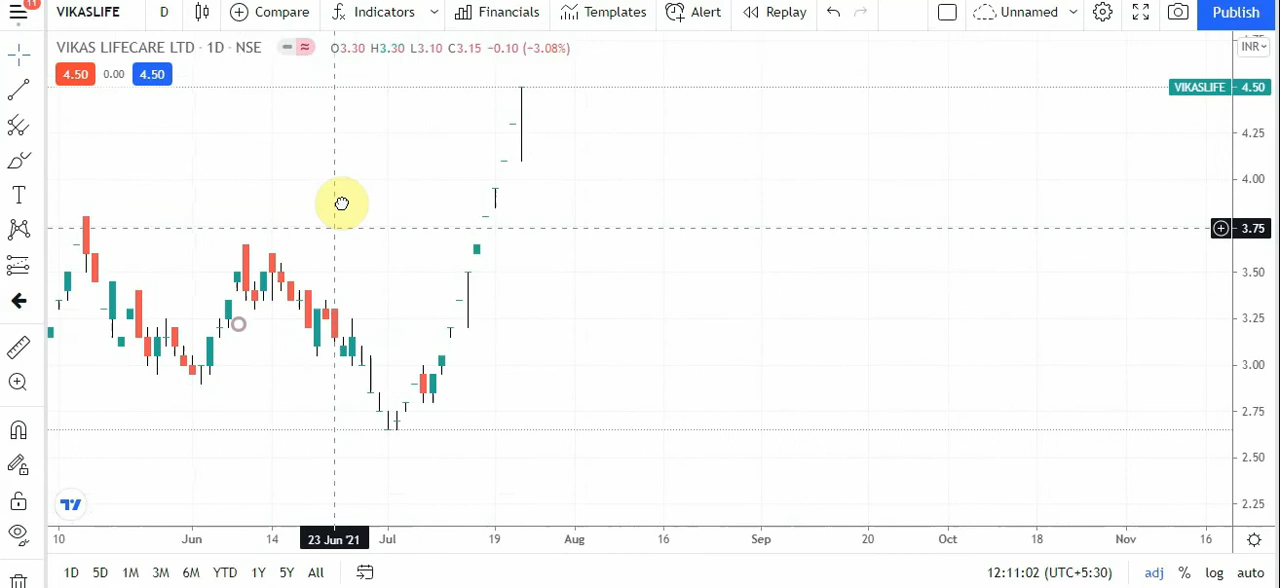 11
VIKASLIFE D Compare Indicators Financials Templates Alert Replay Unnamed Publish
VIKAS LIFECARE LTD · 1D · NSE O3.30 H3.30 L3.10 C3.15 −0.10 (−3.08%) INR
4.50 0.00 4.50
VIKASLIFE 4.50
4.25
4.00
3.75
3.50
3.25
3.00
2.75
2.50
2.25
10 Jun 14 23 Jun '21 Jul 19 Aug 16 Sep 20 Oct 18 Nov 16
1D 5D 1M 3M 6M YTD 1Y 5Y All 12:11:02 (UTC+5:30) adj % log auto